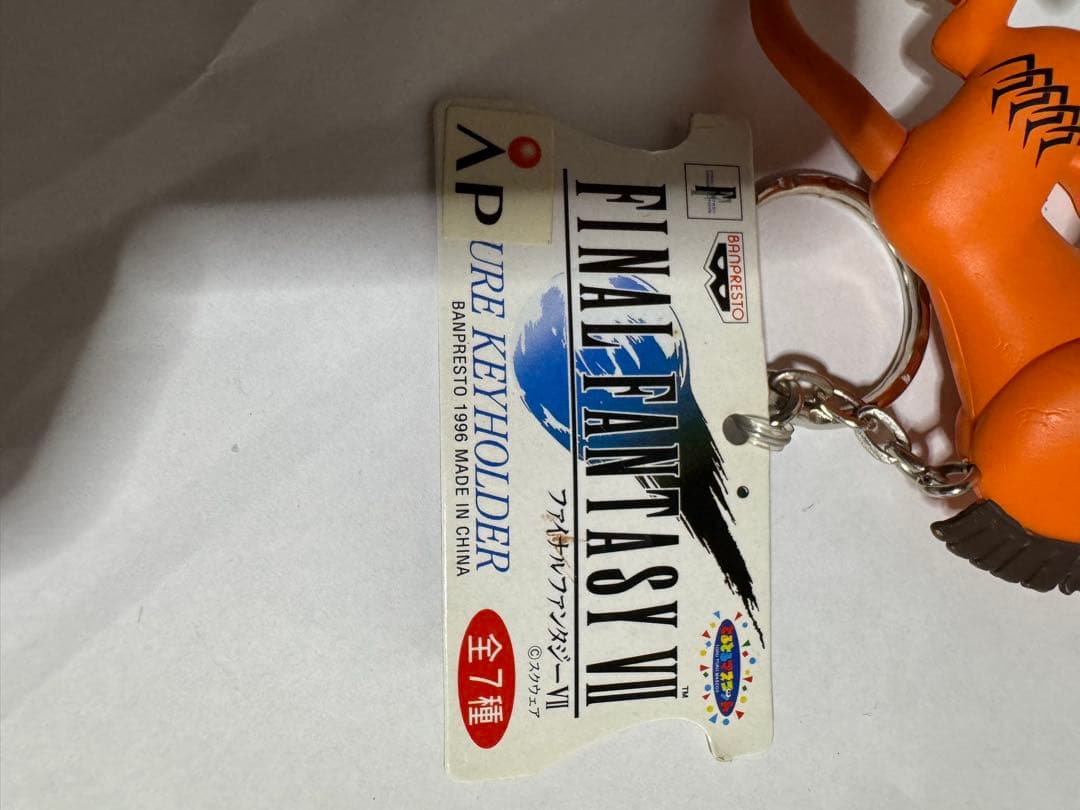 BANPRESTO
FINAL FANTASY VII
TM
ファイナルファンタジーVII
©スクウェア
AP
URE KEYHOLDER
BANPRESTO 1996 MADE IN CHINA
全7種